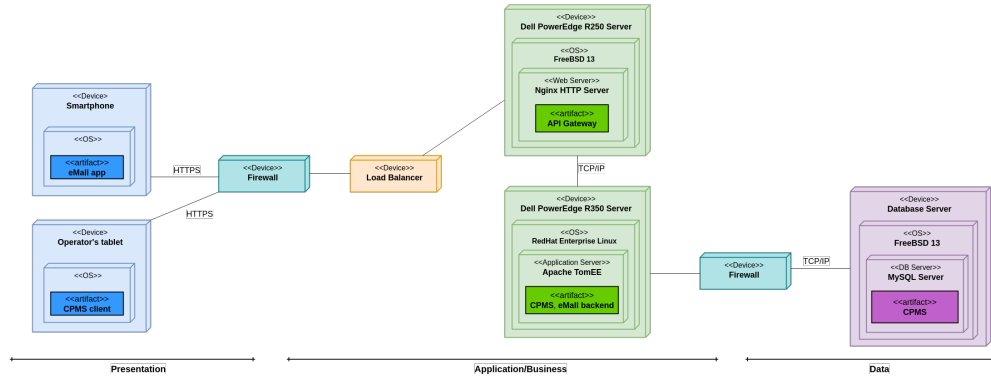 <<Device>
Smartphone
<<OS>>
<<artifact>>
eMall app
<<Device>
Operator's tablet
<<OS>>
<<artifact>>
CPMS client
HTTPS
HTTPS
<<Device>>
Firewall
<<Device>>
Load Balancer
<<Device>>
Dell PowerEdge R250 Server
<<OS>>
FreeBSD 13
<<Web Server>>
Nginx HTTP Server
<<artifact>>
API Gateway
TCP/IP
<<Device>>
Dell PowerEdge R350 Server
<<OS>>
RedHat Enterprise Linux
<<Application Server>>
Apache TomEE
<<artifact>>
CPMS, eMall backend
<<Device>>
Firewall
TCP/IP
<<Device>>
Database Server
<<OS>>
FreeBSD 13
<<DB Server>>
MySQL Server
<<artifact>>
CPMS
Presentation
Application/Business
Data